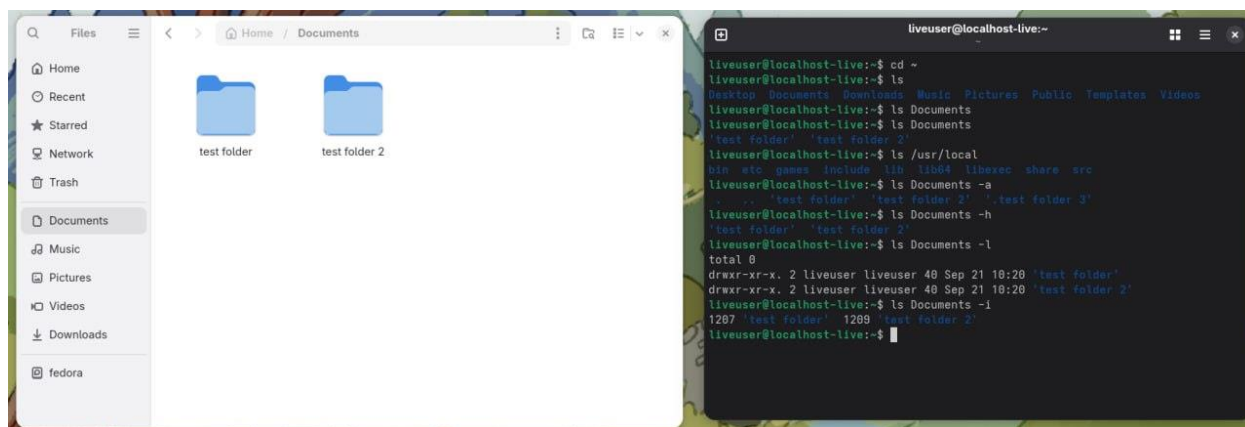 Files
Home / Documents
Home
Recent
Starred
Network
Trash
Documents
Music
Pictures
Videos
Downloads
fedora
test folder
test folder 2
liveuser@localhost-live:~
~
liveuser@localhost-live:~$ cd ~
liveuser@localhost-live:~$ ls
Desktop Documents Downloads Music Pictures Public Templates Videos
liveuser@localhost-live:~$ ls Documents
liveuser@localhost-live:~$ ls Documents
'test folder' 'test folder 2'
liveuser@localhost-live:~$ ls /usr/local
bin etc games include lib lib64 libexec share src
liveuser@localhost-live:~$ ls Documents -a
. .. 'test folder' 'test folder 2' '.test folder 3'
liveuser@localhost-live:~$ ls Documents -h
'test folder' 'test folder 2'
liveuser@localhost-live:~$ ls Documents -l
total 0
drwxr-xr-x. 2 liveuser liveuser 40 Sep 21 10:20 'test folder'
drwxr-xr-x. 2 liveuser liveuser 40 Sep 21 10:20 'test folder 2'
liveuser@localhost-live:~$ ls Documents -i
1207 'test folder' 1209 'test folder 2'
liveuser@localhost-live:~$